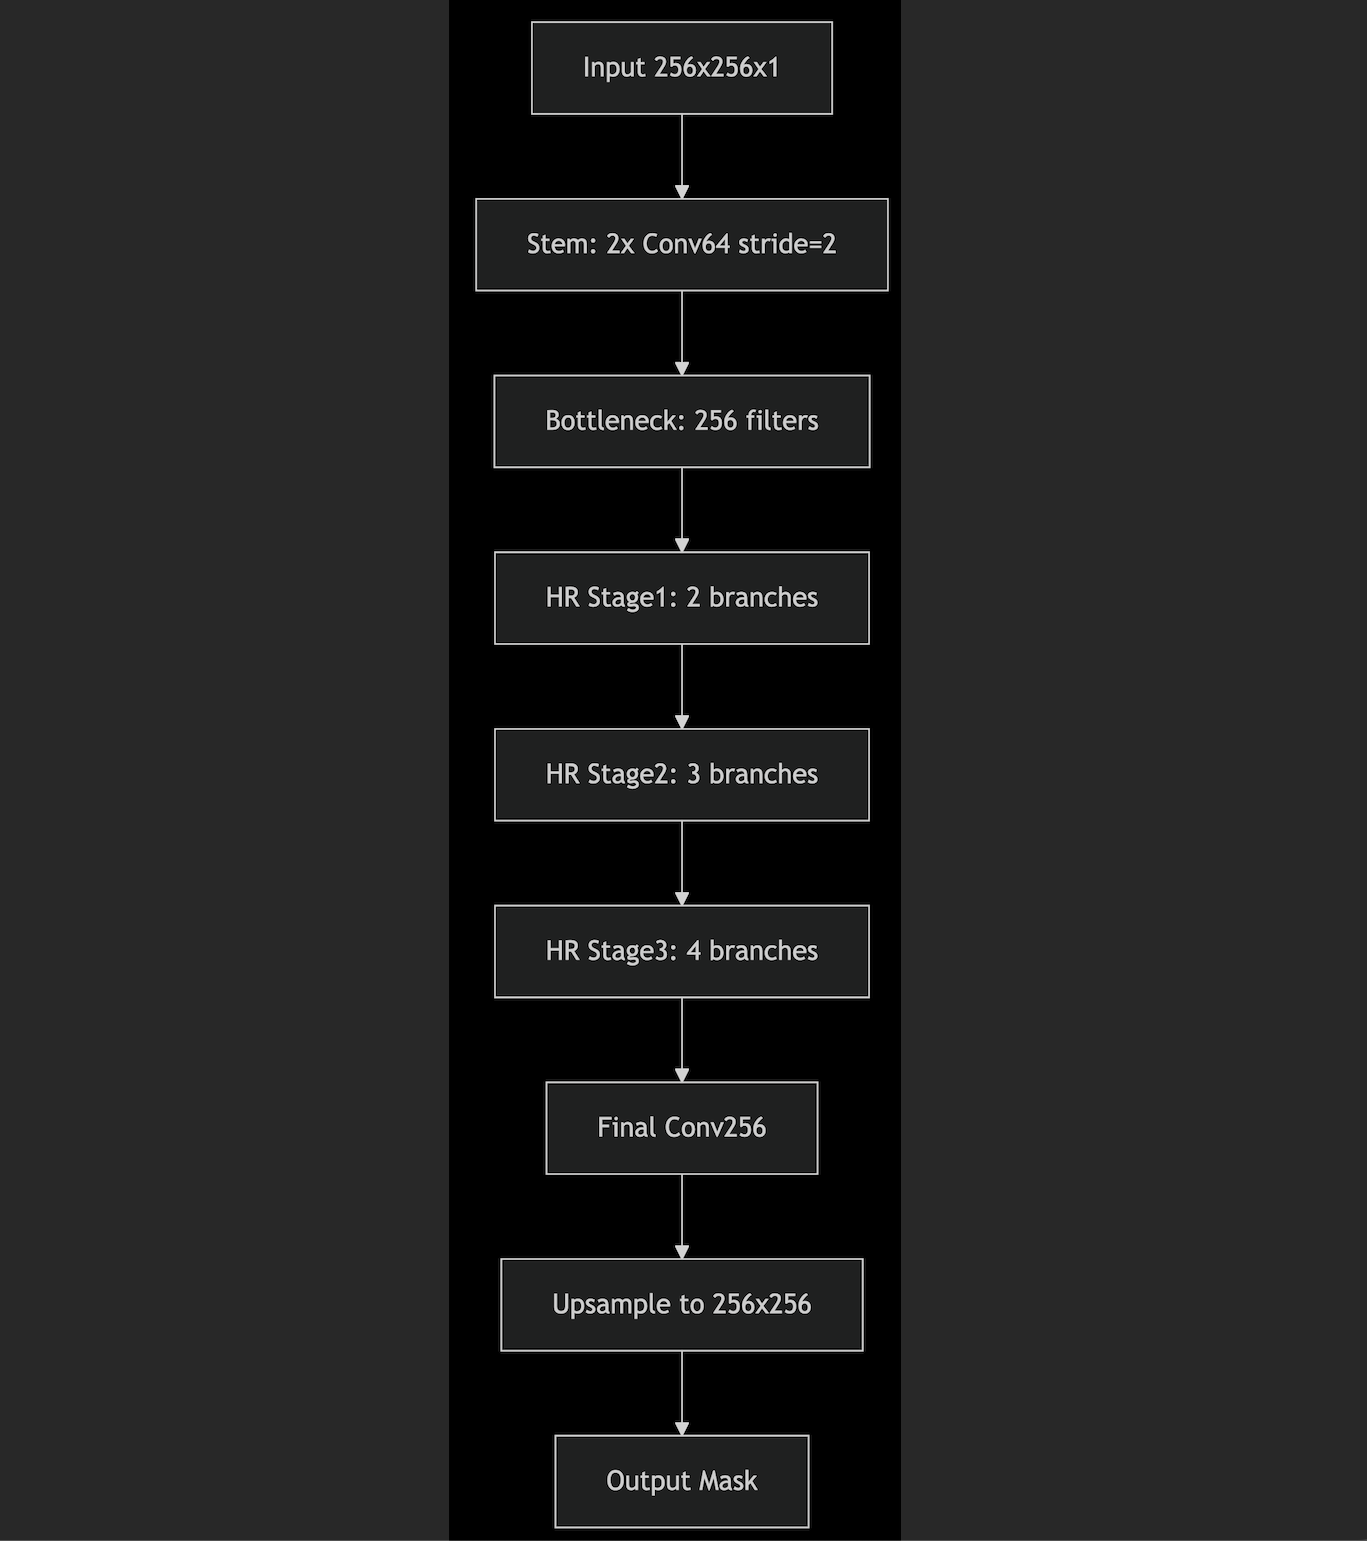 Input 256x256x1
Stem: 2x Conv64 stride=2
Bottleneck: 256 filters
HR Stage1: 2 branches
HR Stage2: 3 branches
HR Stage3: 4 branches
Final Conv256
Upsample to 256x256
Output Mask